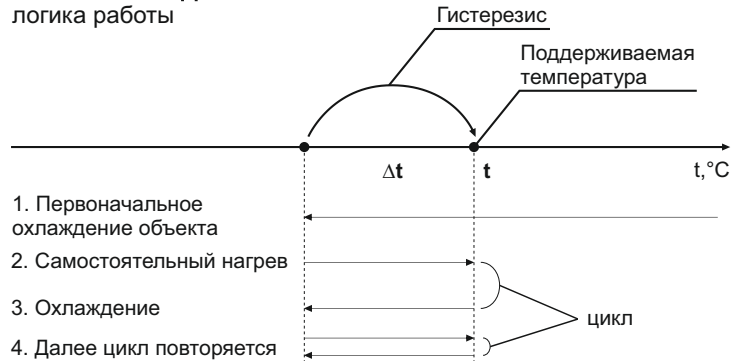 логика работы
Гистерезис
Поддерживаемая
температура
Δt
t
t,°C
1. Первоначальное
охлаждение объекта
2. Самостоятельный нагрев
3. Охлаждение
цикл
4. Далее цикл повторяется